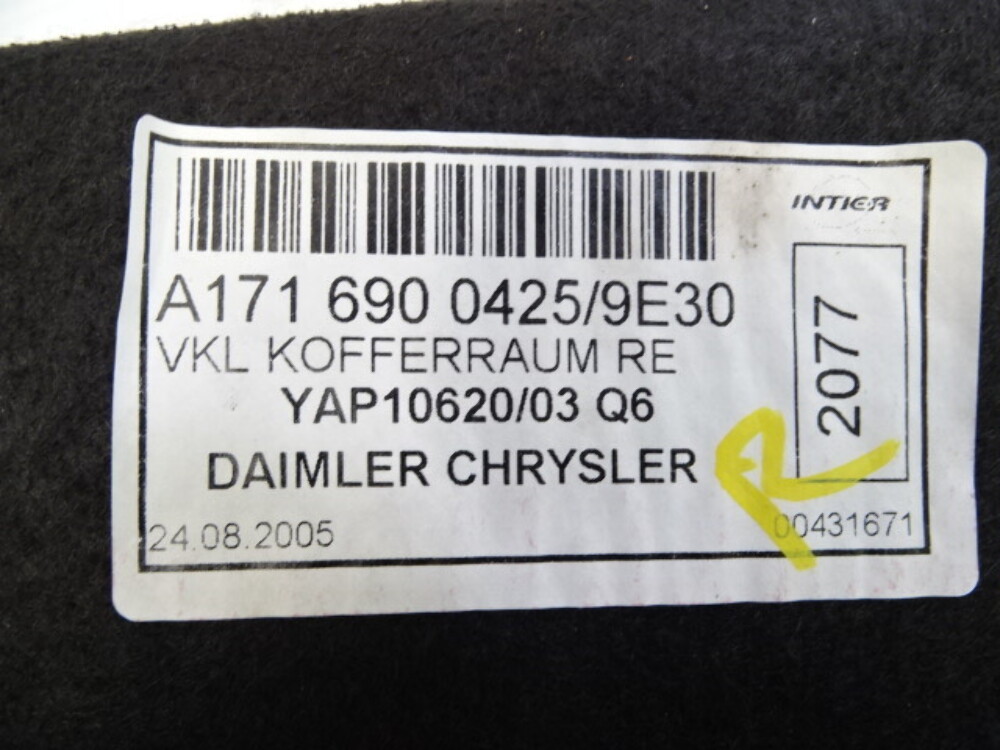 INTIER
A171 690 0425/9E30
VKL KOFFERRAUM RE
2077
YAP10620/03 Q6
DAIMLER CHRYSLER
R
24.08.2005
00431671